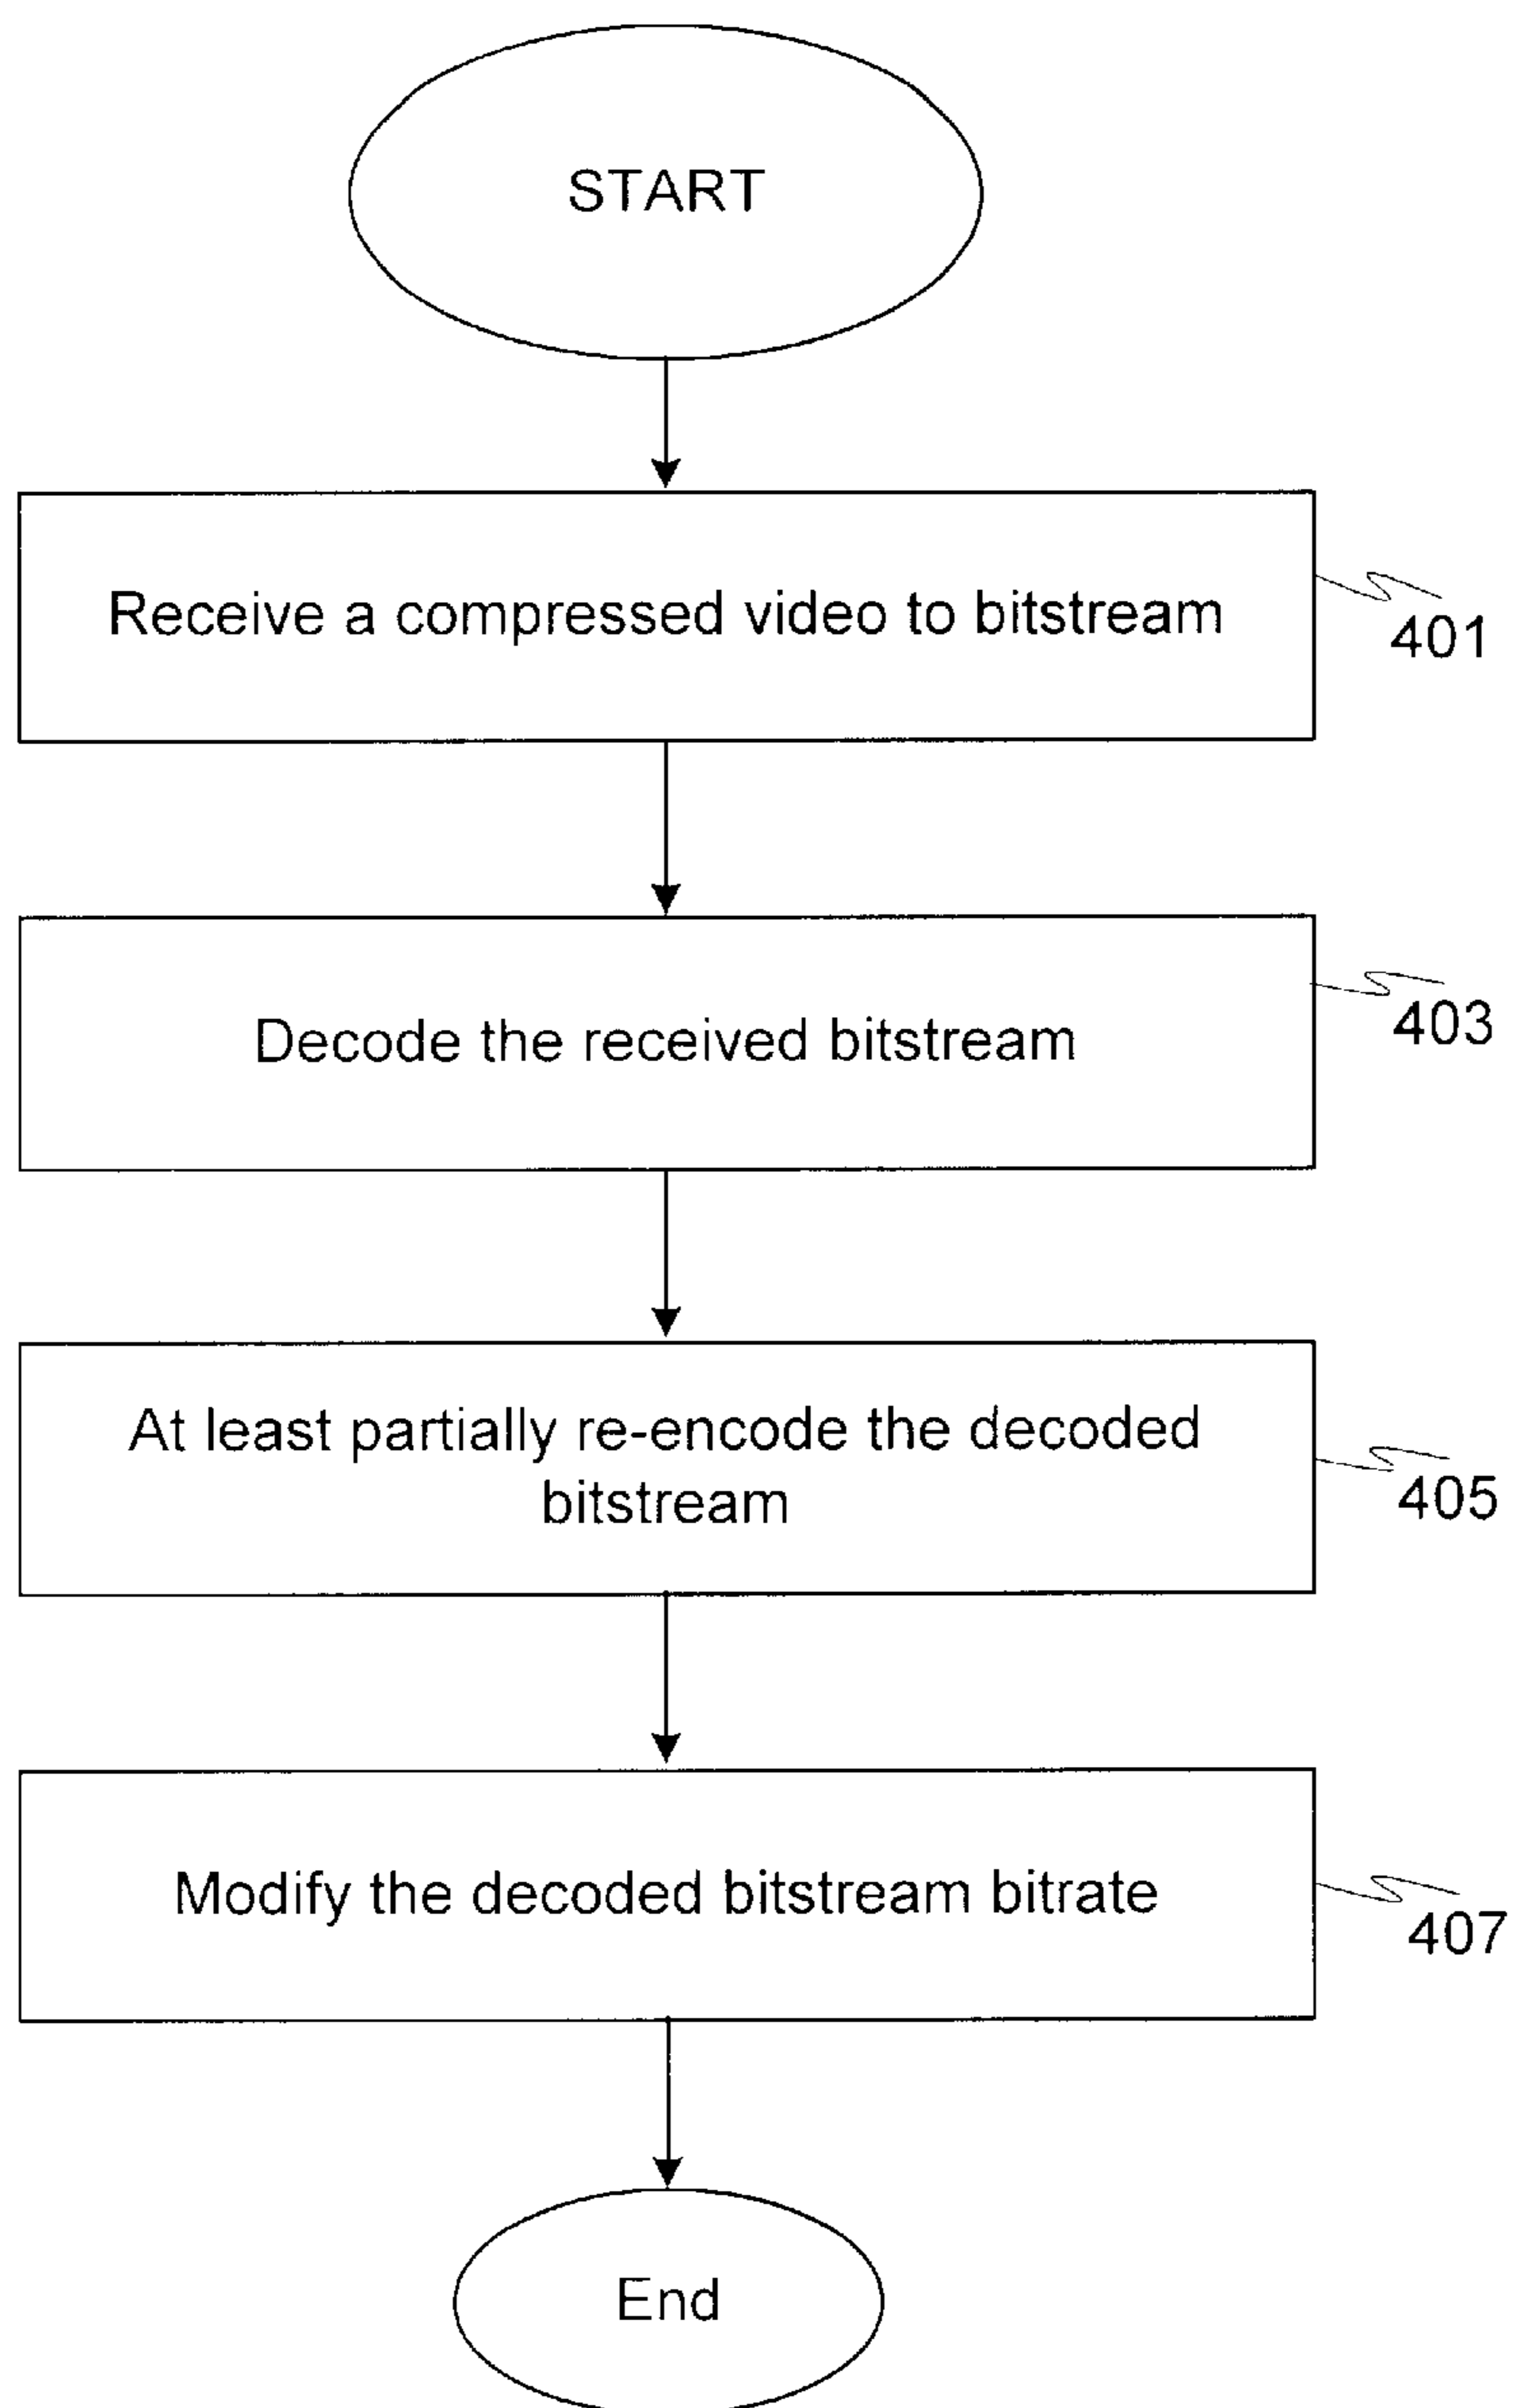 START
Receive a compressed video to bitstream
401
Decode the received bitstream
403
At least partially re-encode the decoded
bitstream
405
Modify the decoded bitstream bitrate
407
End